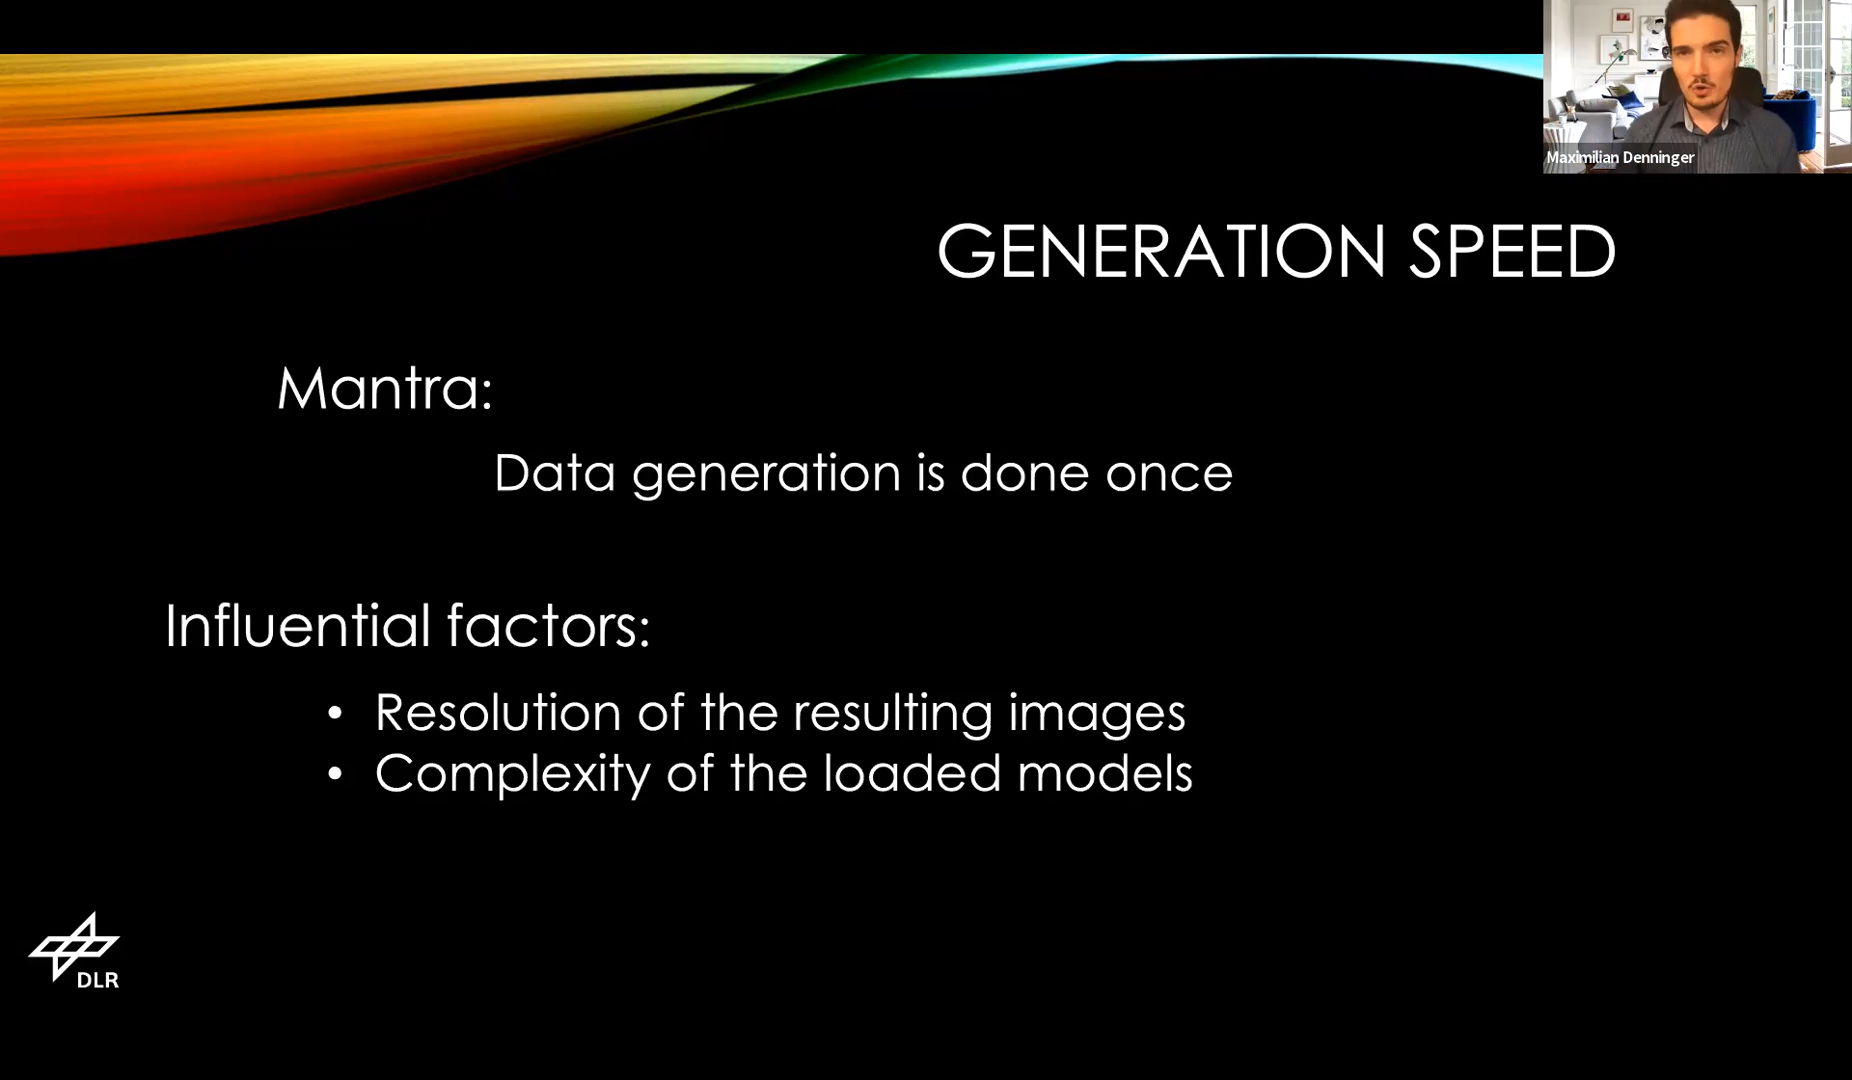 Maximilian Denninger
GENERATION SPEED
Mantra:
Data generation is done once
Influential factors:
• Resolution of the resulting images
• Complexity of the loaded models
DLR